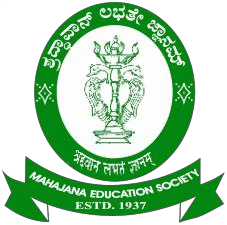 ಶ್ರದ್ಧಾವಾನ್ ಲಭತೇ ಜ್ಞಾನಮ್
श्रद्धावान लभते ज्ञानम्
MAHAJANA EDUCATION SOCIETY
ESTD. 1937